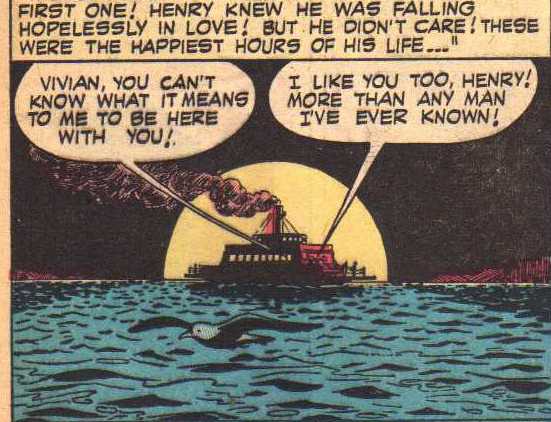 FIRST ONE! HENRY KNEW HE WAS FALLING
HOPELESSLY IN LOVE! BUT HE DIDN'T CARE! THESE
WERE THE HAPPIEST HOURS OF HIS LIFE..."
VIVIAN, YOU CAN'T
KNOW WHAT IT MEANS
TO ME TO BE HERE
WITH YOU!
I LIKE YOU TOO, HENRY!
MORE THAN ANY MAN
I'VE EVER KNOWN!